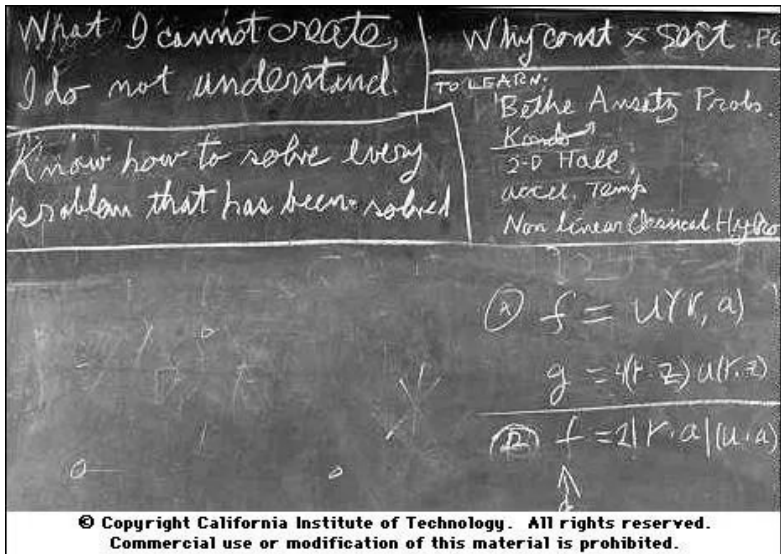 What I cannot create,
I do not understand.
Know how to solve every
problem that has been solved
Why const × sort . PO
TO LEARN:
Bethe Ansatz Probs.
Kondo
2-D Hall
accel. Temp
Non Linear Classical Hydro
Ⓐ f = u(r, a)
g = 4(r·z) u(r,z)
f = 2|r·a|(u·a)
© Copyright California Institute of Technology. All rights reserved.
Commercial use or modification of this material is prohibited.